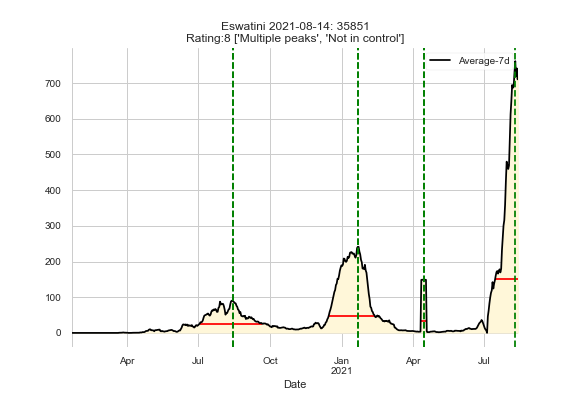 Eswatini 2021-08-14: 35851
Rating:8 ['Multiple peaks', 'Not in control']
Average-7d
700
600
500
400
300
200
100
0
Apr
Jul
Oct
Jan
2021
Apr
Jul
Date